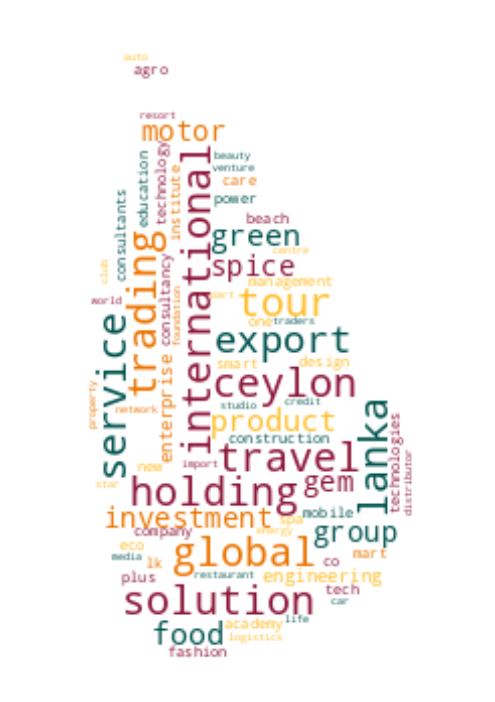 auto
agro
resort
motor
beauty
venture
care
power
education
technology
institute
international
consultants
beach
green
spice
centre
management
club
trading
consultancy
foundation
part
tour
world
one
traders
export
service
enterprise
smart
design
ceylon
property
network
studio
credit
product
construction
lanka
technologies
distributor
travel
new
import
gem
star
holding
investment
spa
mobile
company
energy
group
eco
media
lk
global
mart
co
plus
restaurant
engineering
tech
solution
car
life
food
academy
logistics
fashion